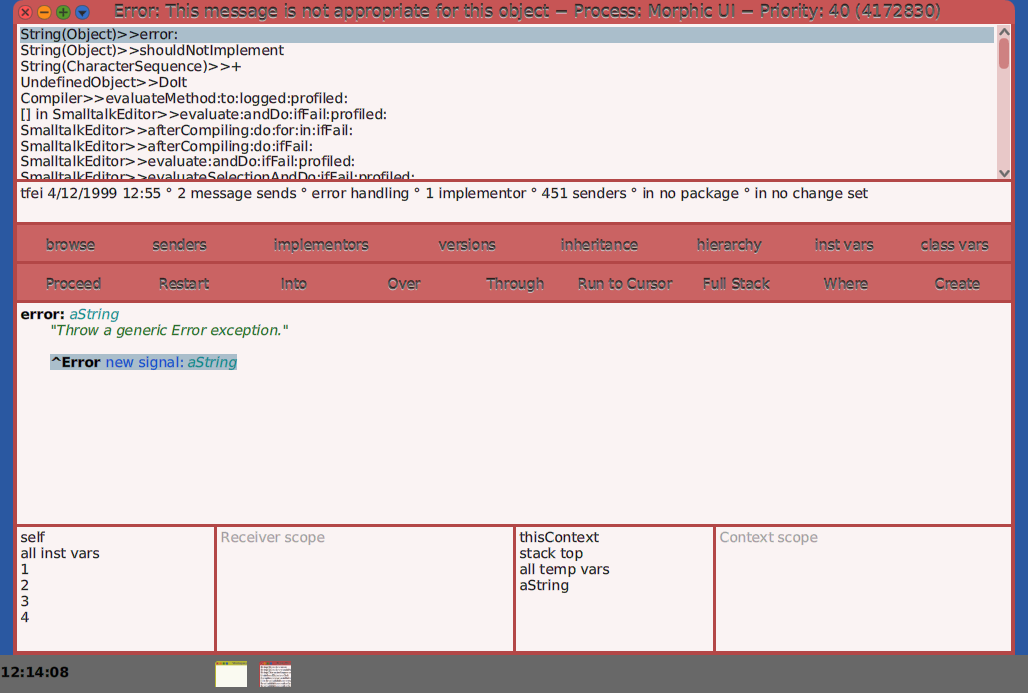 Error: This message is not appropriate for this object − Process: Morphic UI − Priority: 40 (4172830)
String(Object)>>error:
String(Object)>>shouldNotImplement
String(CharacterSequence)>>+
UndefinedObject>>DoIt
Compiler>>evaluateMethod:to:logged:profiled:
[] in SmalltalkEditor>>evaluate:andDo:ifFail:profiled:
SmalltalkEditor>>afterCompiling:do:for:in:ifFail:
SmalltalkEditor>>afterCompiling:do:ifFail:
SmalltalkEditor>>evaluate:andDo:ifFail:profiled:
SmalltalkEditor>>evaluateSelectionAndDo:ifFail:profiled:
tfei 4/12/1999 12:55 ° 2 message sends ° error handling ° 1 implementor ° 451 senders ° in no package ° in no change set
browse senders implementors versions inheritance hierarchy inst vars class vars
Proceed Restart Into Over Through Run to Cursor Full Stack Where Create
error: aString
"Throw a generic Error exception."
^Error new signal: aString
self Receiver scope thisContext Context scope
all inst vars stack top
1 all temp vars
2 aString
3
4
12:14:08